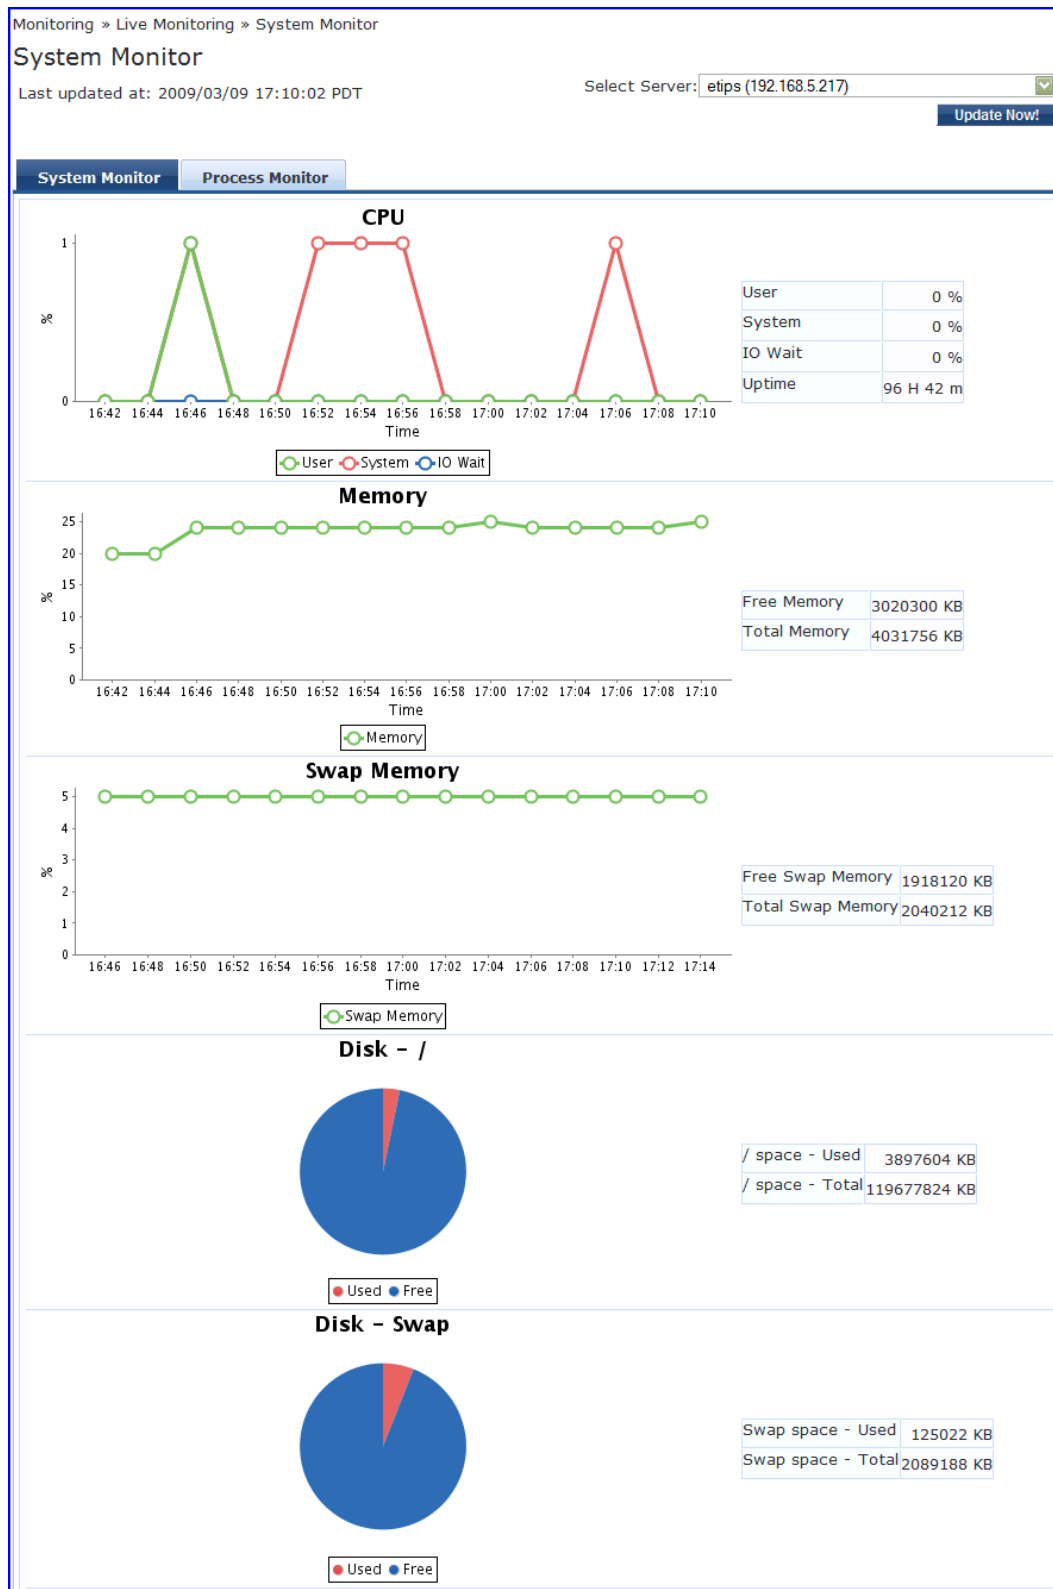 Monitoring » Live Monitoring » System Monitor
System Monitor
Last updated at: 2009/03/09 17:10:02 PDT
Select Server: etips (192.168.5.217)
Update Now!
System Monitor Process Monitor
CPU
1
%
0
16:42 16:44 16:46 16:48 16:50 16:52 16:54 16:56 16:58 17:00 17:02 17:04 17:06 17:08 17:10
Time
User System IO Wait
User 0 %
System 0 %
IO Wait 0 %
Uptime 96 H 42 m
Memory
25
20
15
%
10
5
0
16:42 16:44 16:46 16:48 16:50 16:52 16:54 16:56 16:58 17:00 17:02 17:04 17:06 17:08 17:10
Time
Memory
Free Memory 3020300 KB
Total Memory 4031756 KB
Swap Memory
5
4
3
%
2
1
0
16:46 16:48 16:50 16:52 16:54 16:56 16:58 17:00 17:02 17:04 17:06 17:08 17:10 17:12 17:14
Time
Swap Memory
Free Swap Memory 1918120 KB
Total Swap Memory 2040212 KB
Disk - /
/ space - Used 3897604 KB
/ space - Total 119677824 KB
Used Free
Disk - Swap
Swap space - Used 125022 KB
Swap space - Total 2089188 KB
Used Free